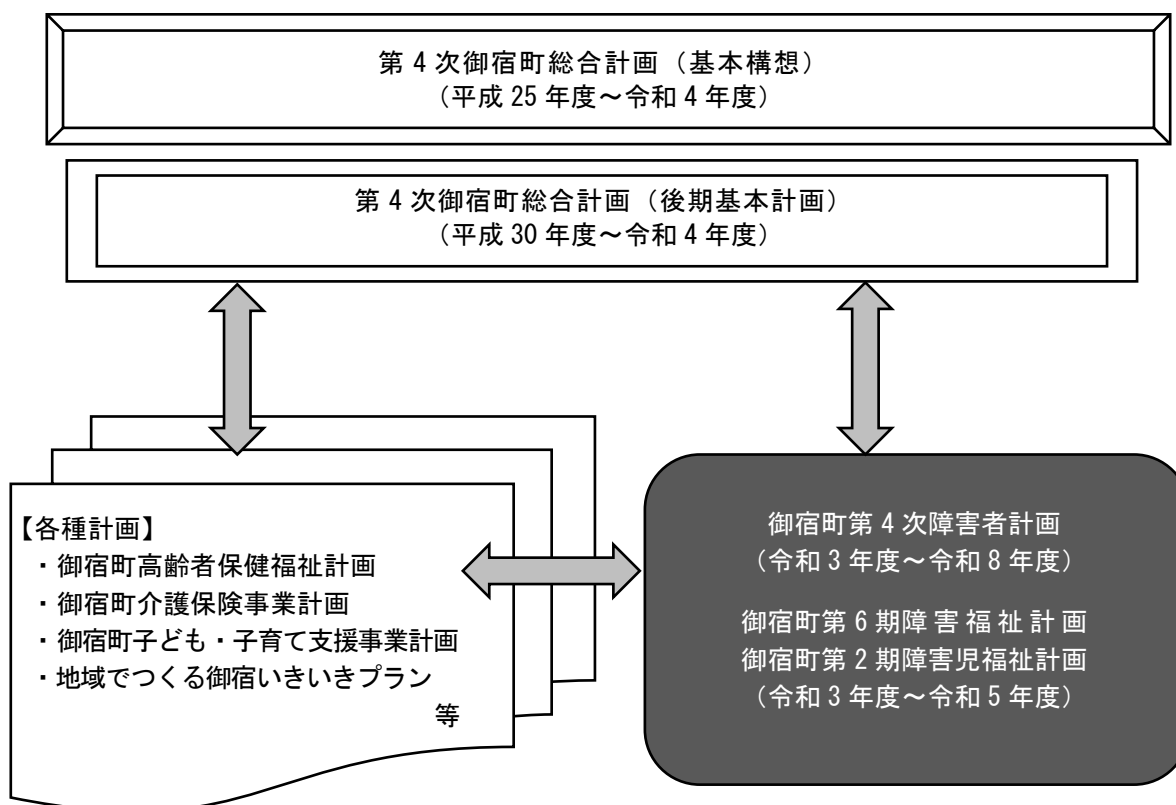 第4次御宿町総合計画（基本構想）
（平成25年度～令和4年度）
第4次御宿町総合計画（後期基本計画）
（平成30年度～令和4年度）
【各種計画】
・御宿町高齢者保健福祉計画
・御宿町介護保険事業計画
・御宿町子ども・子育て支援事業計画
・地域でつくる御宿いきいきプラン
等
御宿町第4次障害者計画
（令和3年度～令和8年度）
御宿町第6期障害福祉計画
御宿町第2期障害児福祉計画
（令和3年度～令和5年度）